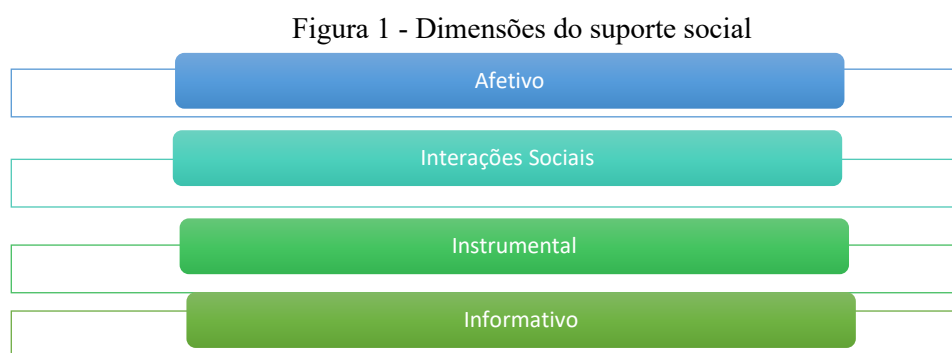 Figura 1 - Dimensões do suporte social
Afetivo
Interações Sociais
Instrumental
Informativo